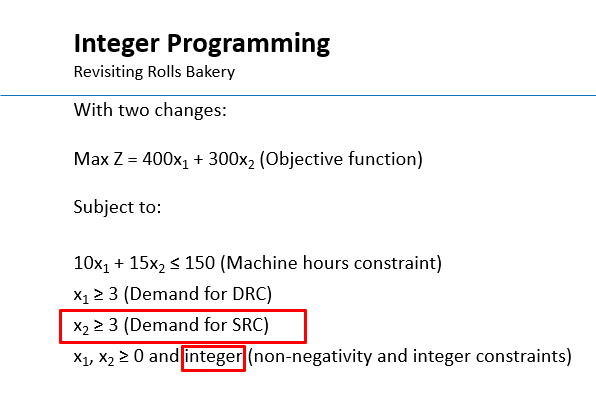 Integer Programming
Revisiting Rolls Bakery
With two changes:
Max Z = 400x₁ + 300x₂ (Objective function)
Subject to:
10x₁ + 15x₂ ≤ 150 (Machine hours constraint)
x₁ ≥ 3 (Demand for DRC)
x₂ ≥ 3 (Demand for SRC)
x₁, x₂ ≥ 0 and integer (non-negativity and integer constraints)